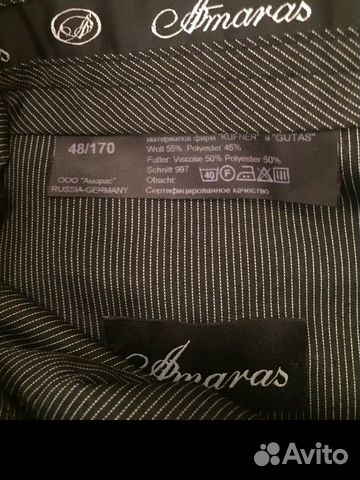 Amaras
48/170
материалов фирм "KUFNER" и "GUTAS"
Woll 55% Polyester 45%
Futter: Viscose 50% Polyester 50%
Schnitt 997
Obacht:
40 F
ООО "Амарас"
RUSSIA-GERMANY
Сертифицированное качество
Amaras
Avito